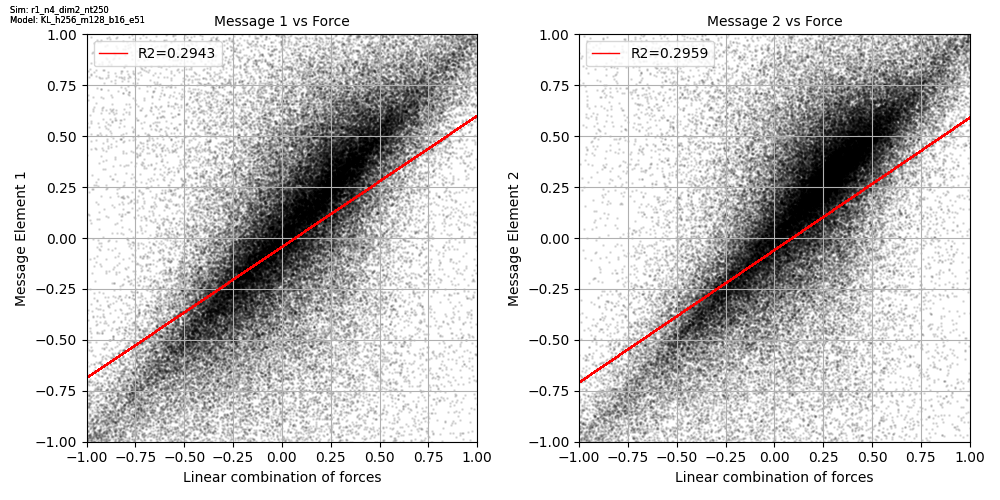 Sim: r1_n4_dim2_nt250
Model: KL_h256_m128_b16_e51
Message 1 vs Force
R2=0.2943
1.00
0.75
0.50
0.25
0.00
−0.25
−0.50
−0.75
−1.00
Message Element 1
−1.00 −0.75 −0.50 −0.25 0.00 0.25 0.50 0.75 1.00
Linear combination of forces
Message 2 vs Force
R2=0.2959
1.00
0.75
0.50
0.25
0.00
−0.25
−0.50
−0.75
−1.00
Message Element 2
−1.00 −0.75 −0.50 −0.25 0.00 0.25 0.50 0.75 1.00
Linear combination of forces